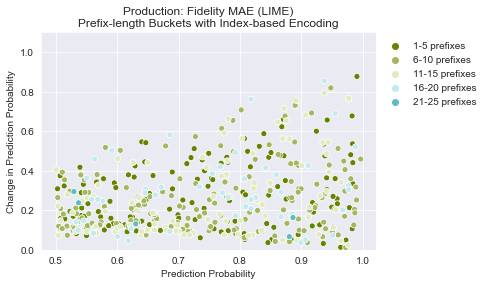 Production: Fidelity MAE (LIME)
Prefix-length Buckets with Index-based Encoding
1.0
0.8
0.6
0.4
0.2
0.0
Change in Prediction Probability
0.5 0.6 0.7 0.8 0.9 1.0
Prediction Probability
1-5 prefixes
6-10 prefixes
11-15 prefixes
16-20 prefixes
21-25 prefixes